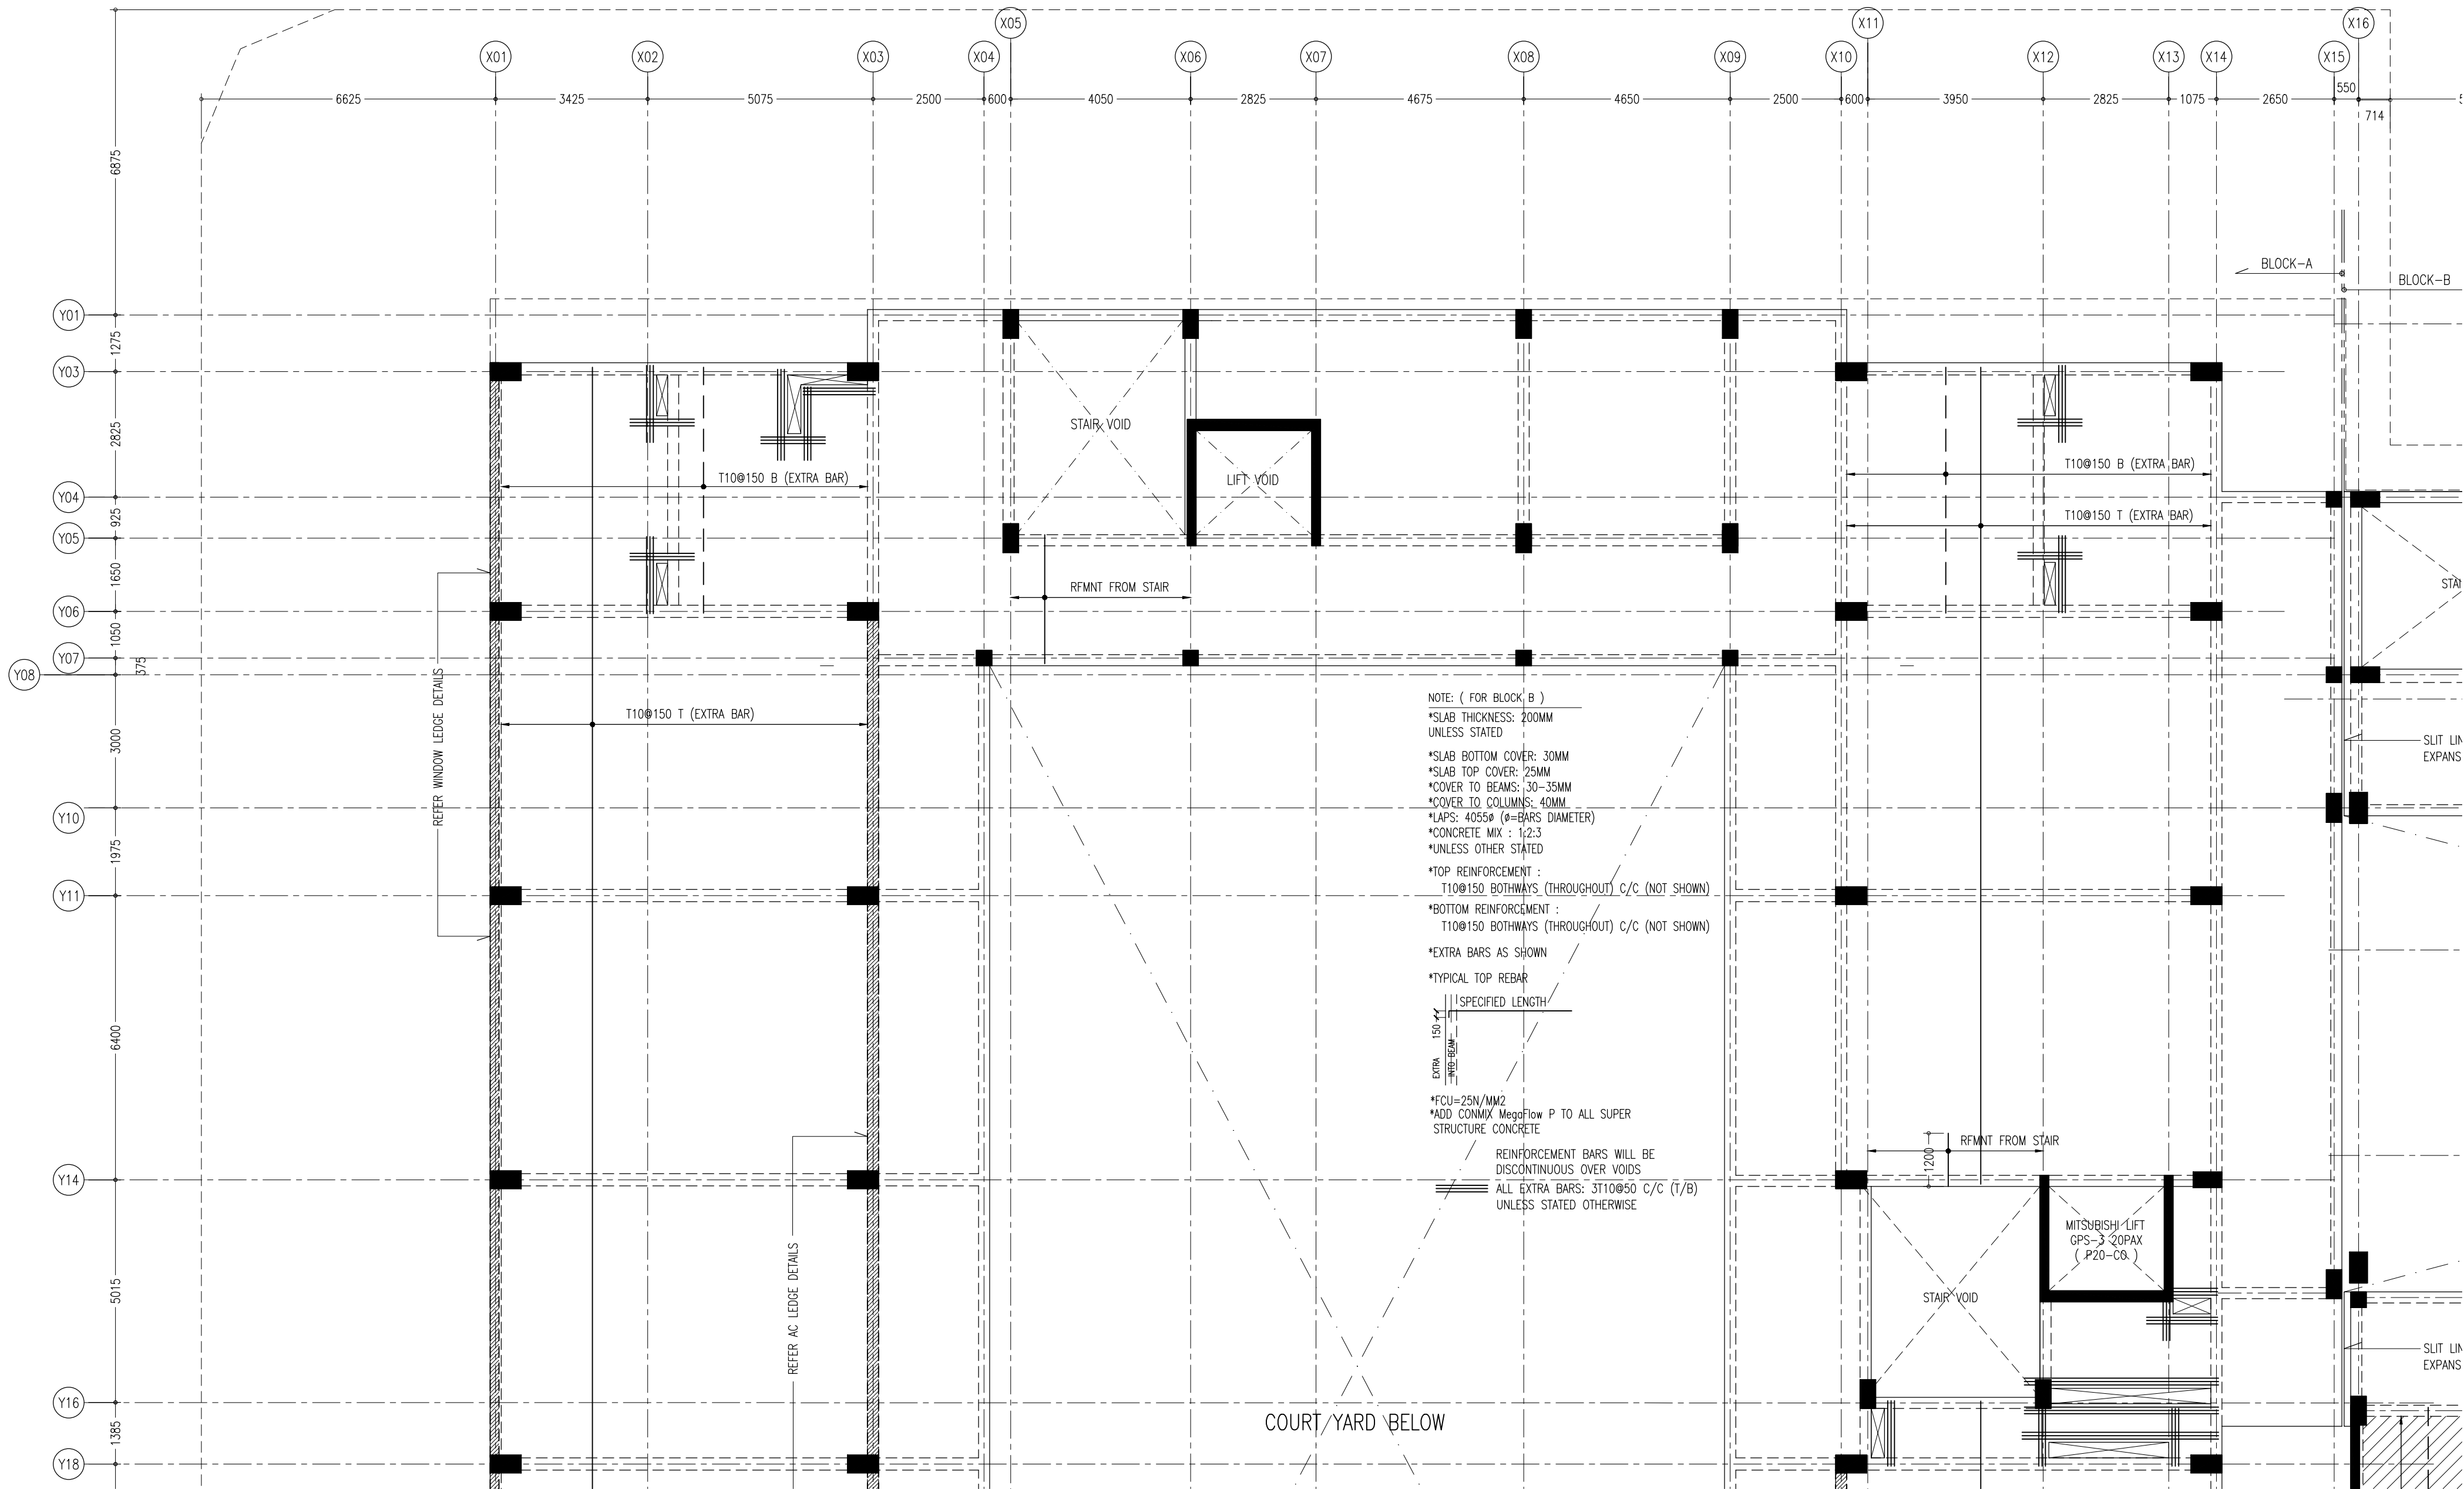 X05
X11
X16
X01
X02
X03
X04
X06
X07
X08
X09
X10
X12
X13
X14
X15
6625
3425
5075
2500
600
4050
2825
4675
4650
2500
600
3950
2825
1075
2650
550
714
6875
BLOCK-A
BLOCK-B
Y01
1275
Y03
2825
STAIR VOID
LIFT VOID
T10@150 B (EXTRA BAR)
T10@150 B (EXTRA BAR)
Y04
925
T10@150 T (EXTRA BAR)
Y05
1650
RFMNT FROM STAIR
Y06
1050
Y07
375
Y08
REFER WINDOW LEDGE DETAILS
T10@150 T (EXTRA BAR)
3000
NOTE: ( FOR BLOCK B )
*SLAB THICKNESS: 200MM
UNLESS STATED
*SLAB BOTTOM COVER: 30MM
*SLAB TOP COVER: 25MM
*COVER TO BEAMS: 30-35MM
*COVER TO COLUMNS: 40MM
*LAPS: 4055ø (ø=BARS DIAMETER)
*CONCRETE MIX : 1:2:3
*UNLESS OTHER STATED
*TOP REINFORCEMENT :
T10@150 BOTHWAYS (THROUGHOUT) C/C (NOT SHOWN)
*BOTTOM REINFORCEMENT :
T10@150 BOTHWAYS (THROUGHOUT) C/C (NOT SHOWN)
*EXTRA BARS AS SHOWN
*TYPICAL TOP REBAR
SPECIFIED LENGTH
EXTRA 150
INTO BEAM
*FCU=25N/MM2
*ADD CONMIX MegaFlow P TO ALL SUPER
STRUCTURE CONCRETE
REINFORCEMENT BARS WILL BE
DISCONTINUOUS OVER VOIDS
ALL EXTRA BARS: 3T10@50 C/C (T/B)
UNLESS STATED OTHERWISE
SLIT LIN
EXPANS
Y10
1975
Y11
6400
RFMNT FROM STAIR
1200
Y14
MITSUBISHI LIFT
GPS-3 20PAX
( P20-CO )
5015
REFER AC LEDGE DETAILS
STAIR VOID
SLIT LIN
EXPANS
Y16
COURT YARD BELOW
1385
Y18